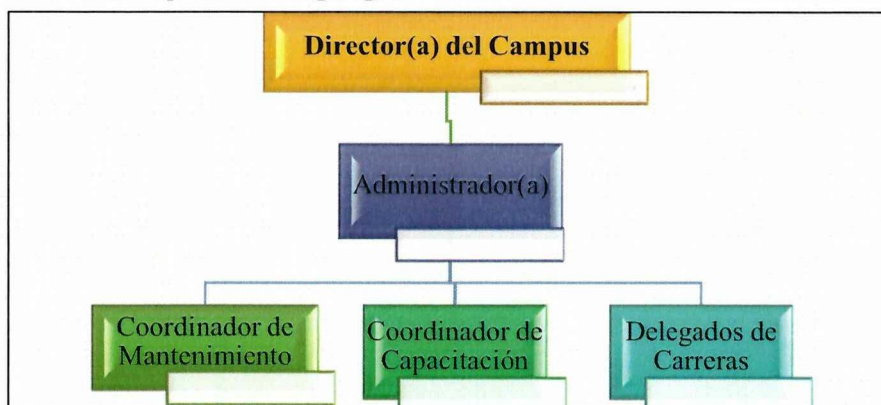 Director(a) del Campus
Administrador(a)
Coordinador de
Mantenimiento
Coordinador de
Capacitación
Delegados de
Carreras